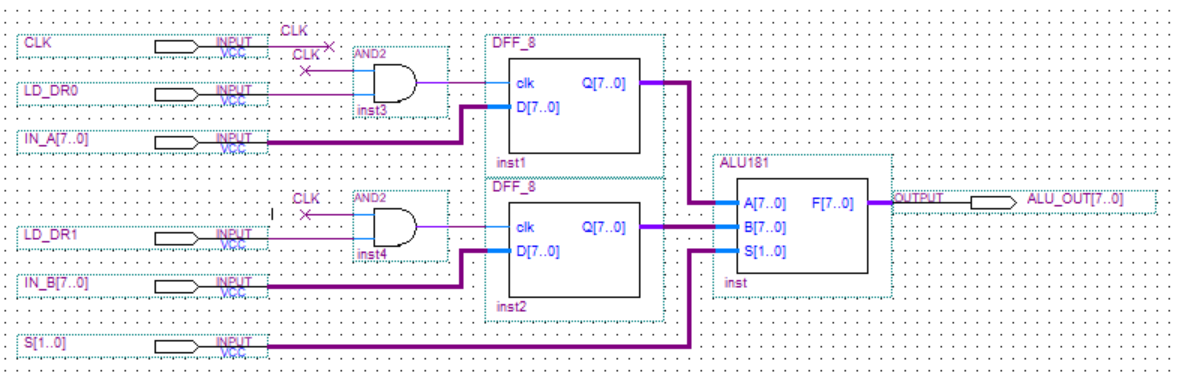 CLK
INPUT
VCC
CLK
CLK
AND2
inst3
LD_DR0
INPUT
VCC
IN_A[7..0]
INPUT
VCC
DFF_8
clk
Q[7..0]
D[7..0]
inst1
CLK
AND2
inst4
LD_DR1
INPUT
VCC
IN_B[7..0]
INPUT
VCC
DFF_8
clk
Q[7..0]
D[7..0]
inst2
S[1..0]
INPUT
VCC
ALU181
A[7..0]
F[7..0]
B[7..0]
S[1..0]
inst
OUTPUT
ALU_OUT[7..0]